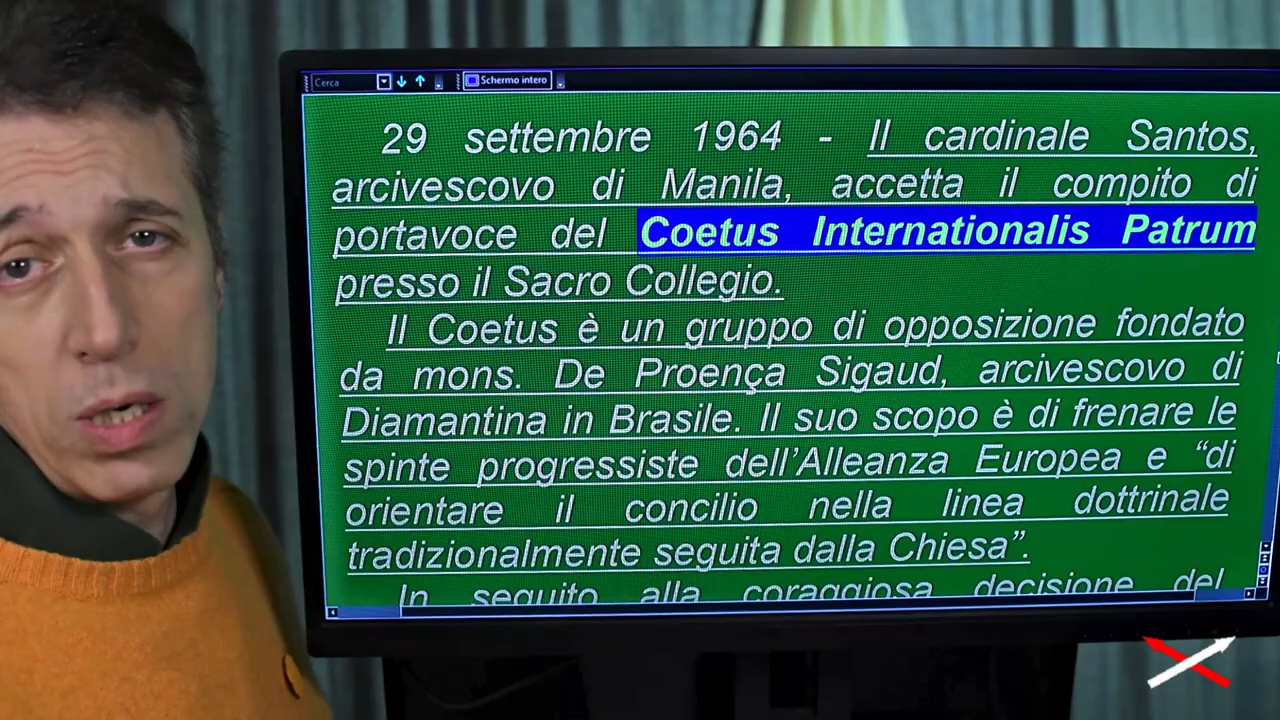 Cerca
Schermo intero
29 settembre 1964 - Il cardinale Santos,
arcivescovo di Manila, accetta il compito di
portavoce del Coetus Internationalis Patrum
presso il Sacro Collegio.
Il Coetus è un gruppo di opposizione fondato
da mons. De Proença Sigaud, arcivescovo di
Diamantina in Brasile. Il suo scopo è di frenare le
spinte progressiste dell'Alleanza Europea e “di
orientare il concilio nella linea dottrinale
tradizionalmente seguita dalla Chiesa”.
In seguito alla coraggiosa decisione del